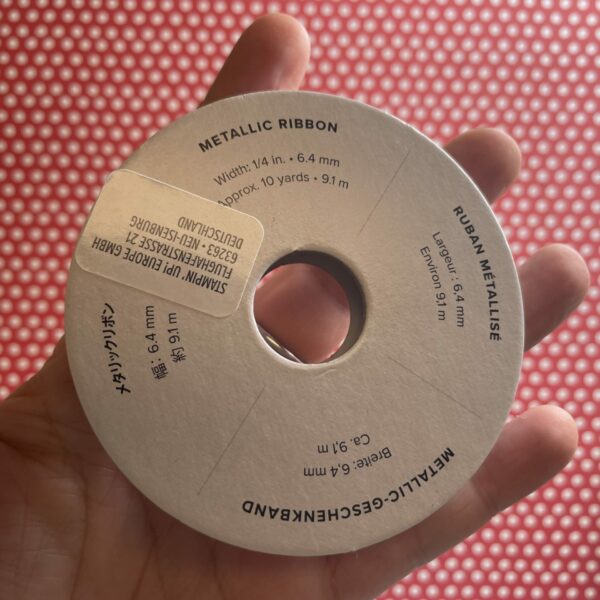 METALLIC RIBBON
Width: 1/4 in. • 6.4 mm
Approx. 10 yards • 9.1 m
RUBAN MÉTALLISÉ
Largeur : 6,4 mm
Environ 9,1 m
METALLIC-GESCHENKBAND
Breite: 6,4 mm
Ca. 9,1 m
メタリックリボン
幅：6.4 mm
約 9.1 m
STAMPIN' UP! EUROPE GMBH
FLUGHAFENSTRASSE 21
63263 • NEU-ISENBURG
DEUTSCHLAND